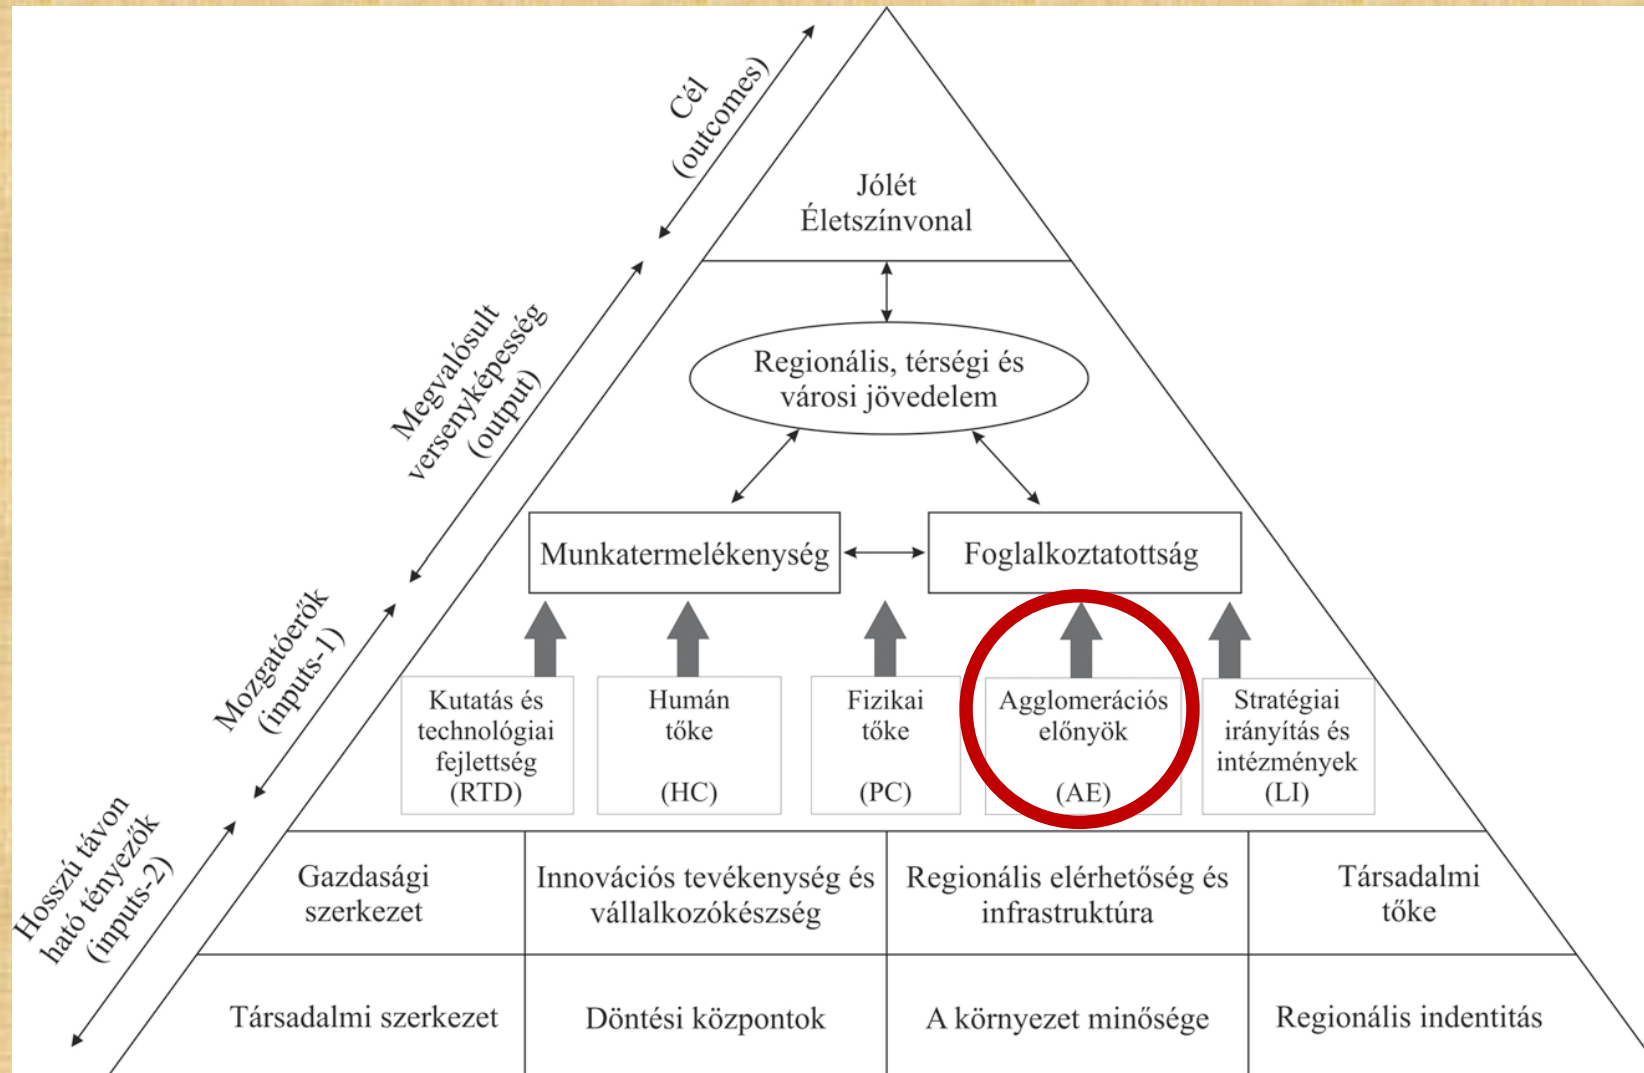 Cél
(outcomes)
Jólét
Életszínvonal
Megvalósult
versenyképesség
(output)
Regionális, térségi és
városi jövedelem
Munkatermelékenység
Foglalkoztatottság
Mozgatóerők
(inputs-1)
Kutatás és
technológiai
fejlettség
(RTD)
Humán
tőke
(HC)
Fizikai
tőke
(PC)
Agglomerációs
előnyök
(AE)
Stratégiai
irányítás és
intézmények
(LI)
Hosszú távon
ható tényezők
(inputs-2)
Gazdasági
szerkezet
Innovációs tevékenység és
vállalkozókészség
Regionális elérhetőség és
infrastruktúra
Társadalmi
tőke
Társadalmi szerkezet
Döntési központok
A környezet minősége
Regionális indentitás